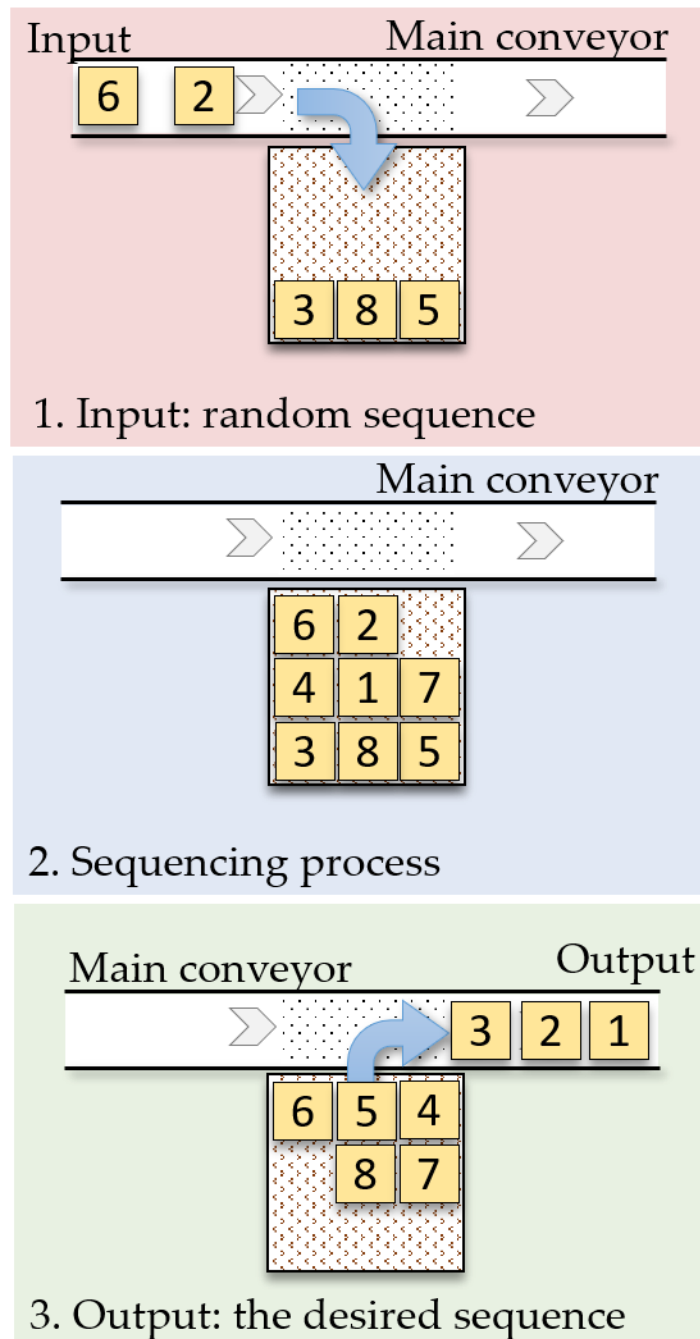 Input Main conveyor
6 2
3 8 5
1. Input: random sequence
Main conveyor
6 2
4 1 7
3 8 5
2. Sequencing process
Main conveyor Output
3 2 1
6 5 4
8 7
3. Output: the desired sequence